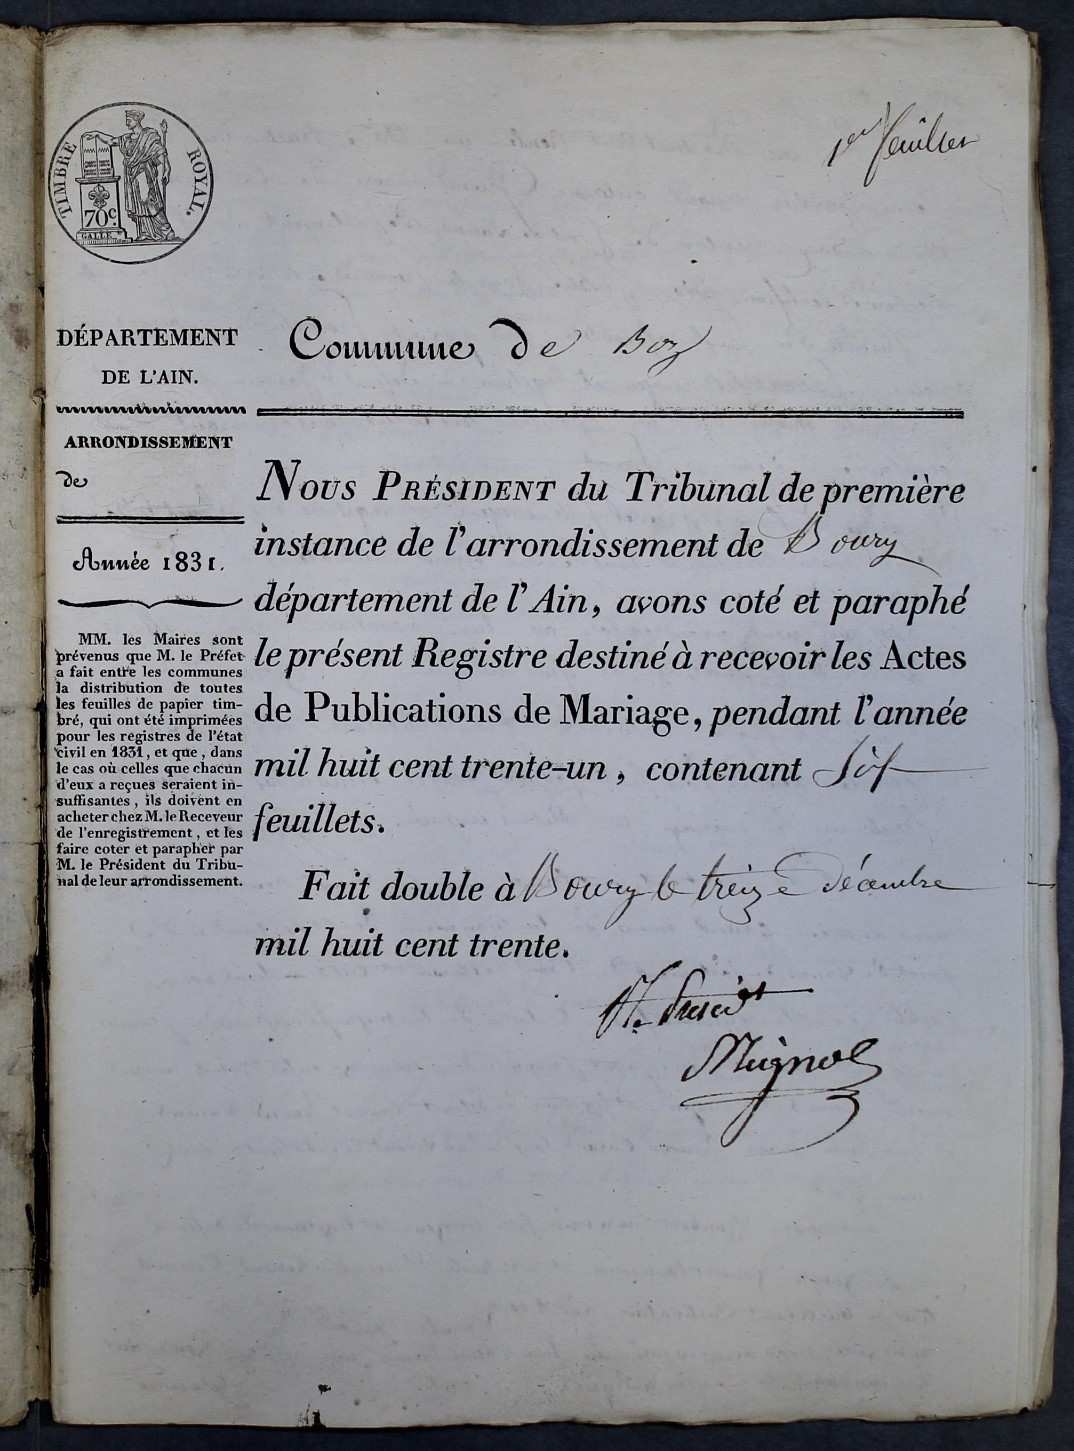 TIMBRE ROYAL.
70c.
GALLE
1er feuillet
DÉPARTEMENT
DE L'AIN.
Commune de Boz
ARRONDISSEMENT
de
Année 1831.
MM. les Maires sont
prévenus que M. le Préfet
a fait entre les communes
la distribution de toutes
les feuilles de papier tim-
bré, qui ont été imprimées
pour les registres de l'état
civil en 1831, et que, dans
le cas où celles que chacun
d'eux a reçues seraient in-
suffisantes, ils doivent en
acheter chez M. le Receveur
de l'enregistrement, et les
faire coter et parapher par
M. le Président du Tribu-
nal de leur arrondissement.
NOUS PRÉSIDENT du Tribunal de première
instance de l'arrondissement de Bourg
département de l'Ain, avons coté et paraphé
le présent Registre destiné à recevoir les Actes
de Publications de Mariage, pendant l'année
mil huit cent trente-un, contenant six
feuillets.
Fait double à Bourg le treize décembre
mil huit cent trente.